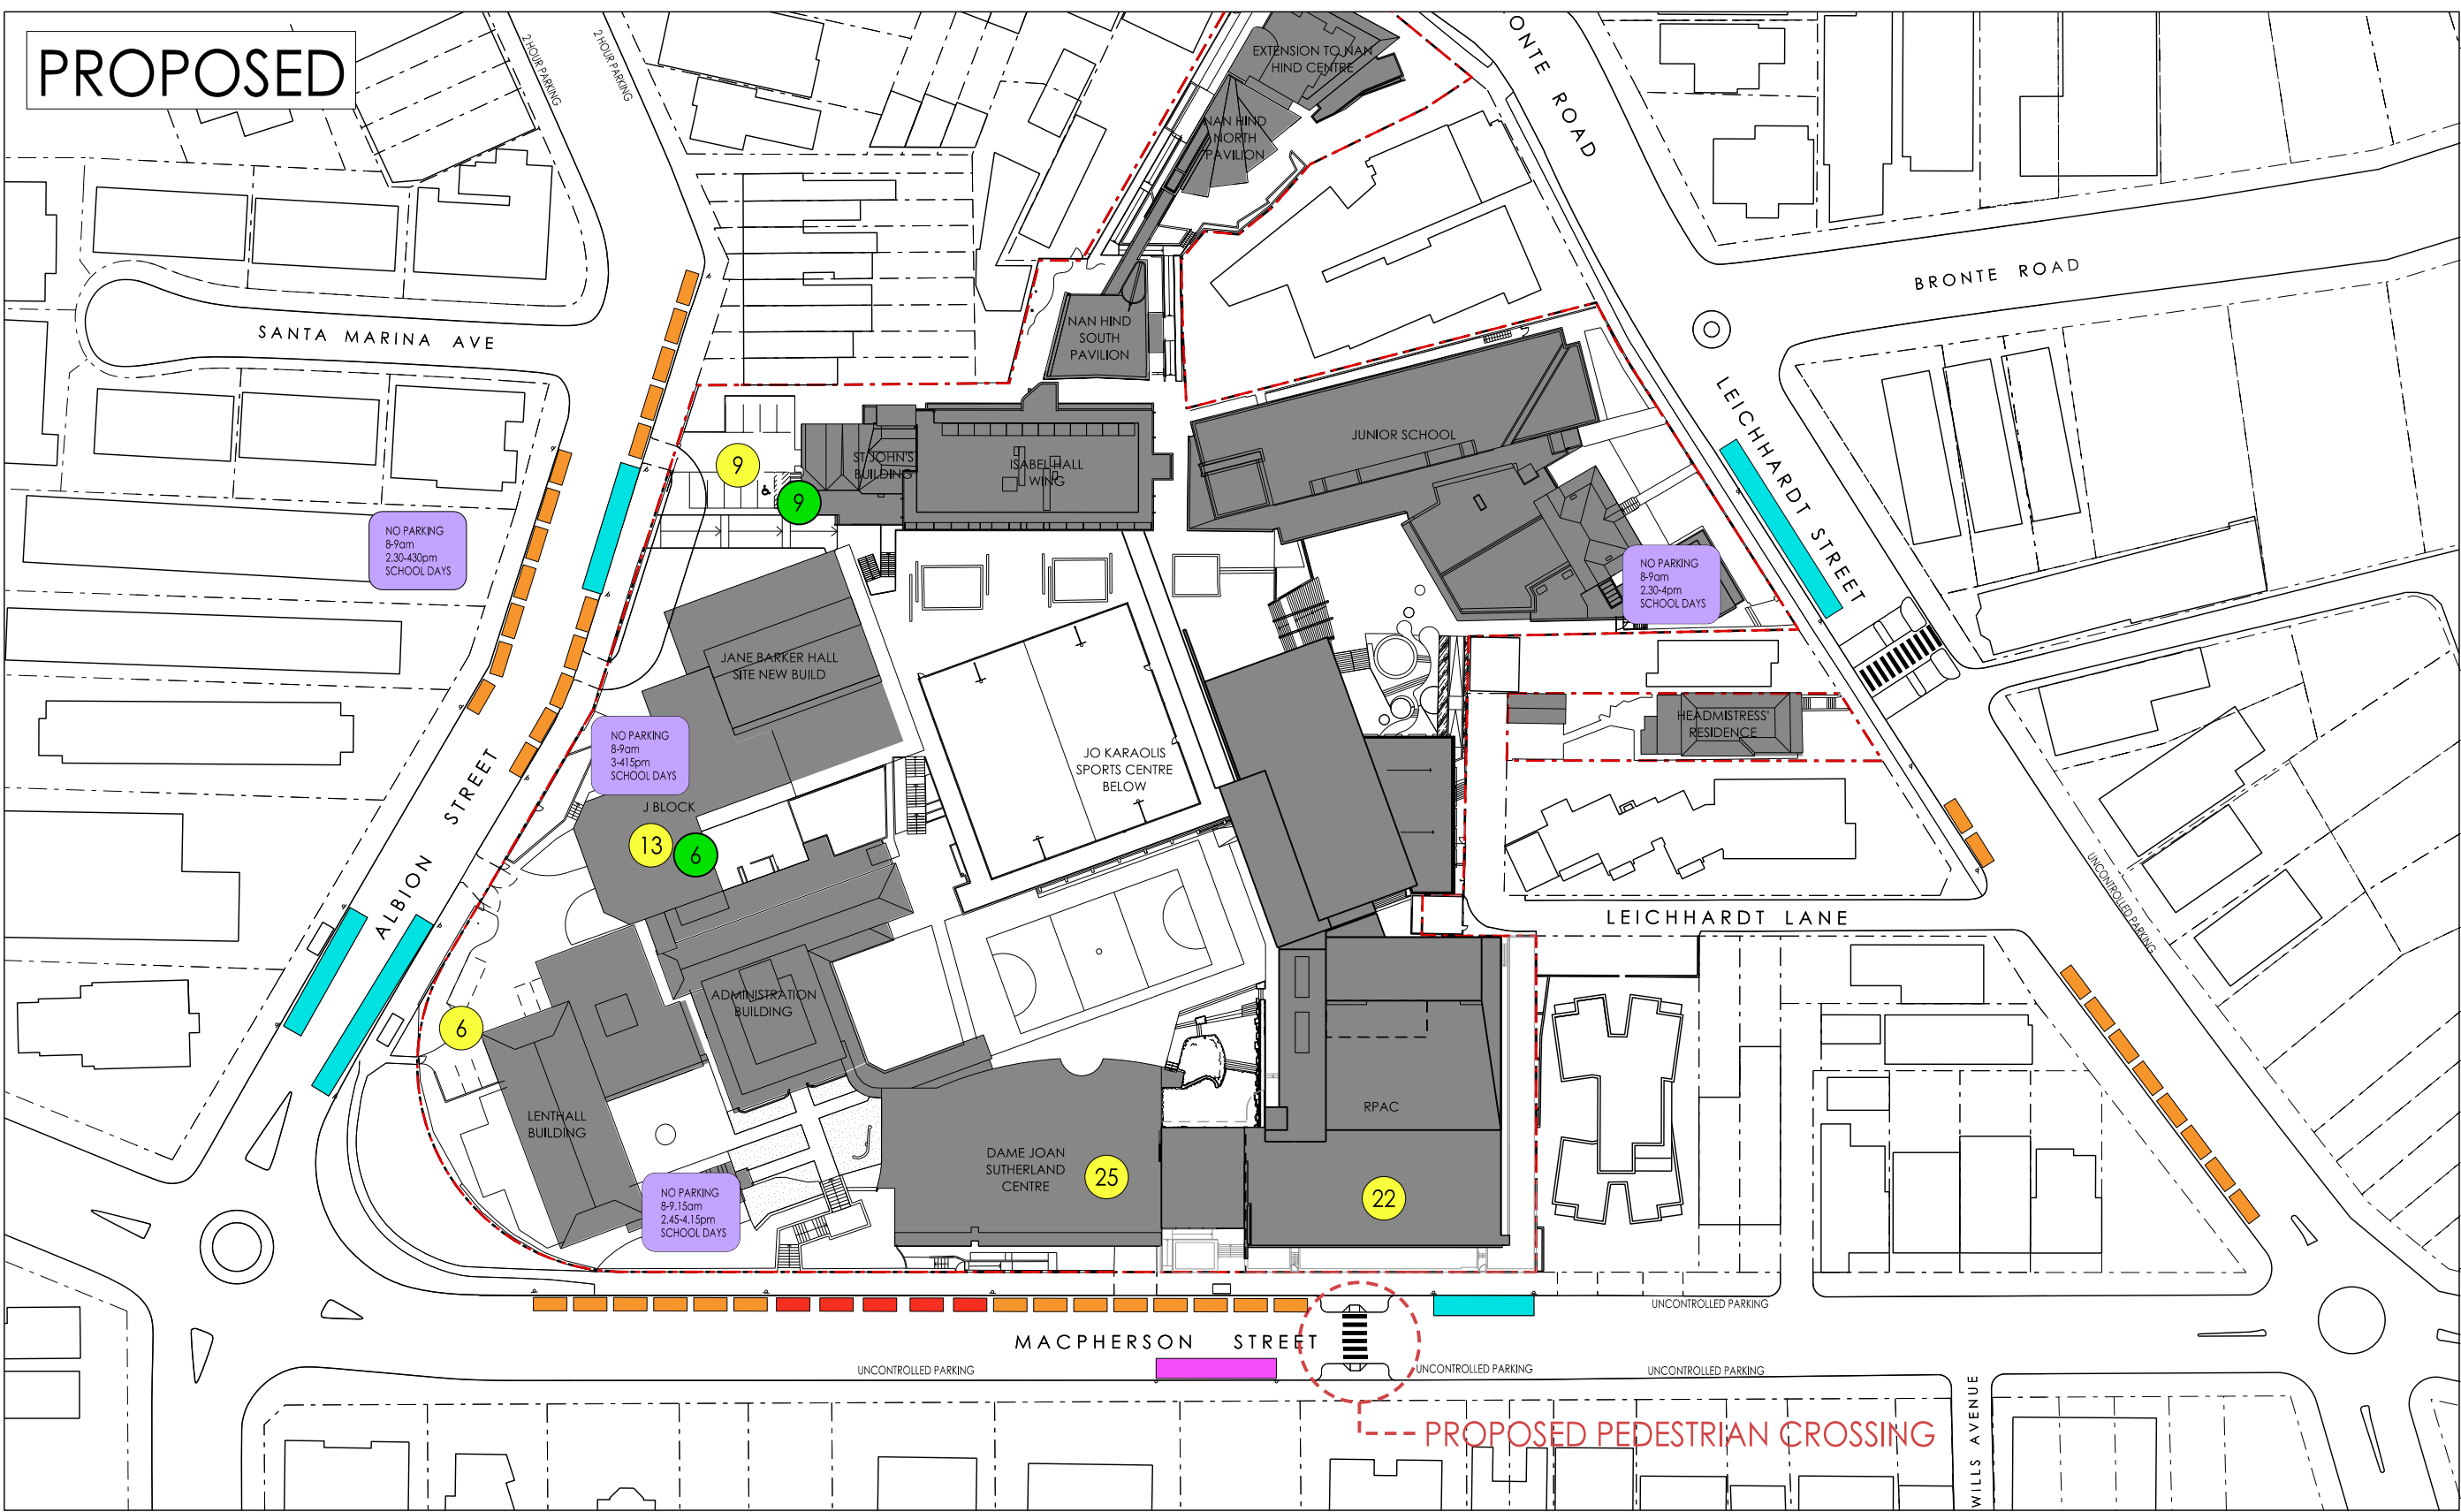 PROPOSED
2 HOUR PARKING
2 HOUR PARKING
EXTENSION TO NAN
HIND CENTRE
NAN HIND
NORTH
PAVILION
ONTE ROAD
BRONTE ROAD
SANTA MARINA AVE
NAN HIND
SOUTH
PAVILION
LEICHHARDT STREET
JUNIOR SCHOOL
9
ST JOHN'S
BUILDING
ISABEL HALL
WING
9
NO PARKING
8-9am
2.30-430pm
SCHOOL DAYS
NO PARKING
8-9am
2.30-4pm
SCHOOL DAYS
JANE BARKER HALL
SITE NEW BUILD
HEADMISTRESS'
RESIDENCE
NO PARKING
8-9am
3-415pm
SCHOOL DAYS
JO KARAOLIS
SPORTS CENTRE
BELOW
ALBION STREET
J BLOCK
13
6
UNCONTROLLED PARKING
LEICHHARDT LANE
ADMINISTRATION
BUILDING
6
LENTHALL
BUILDING
RPAC
DAME JOAN
SUTHERLAND
CENTRE
25
22
NO PARKING
8-9.15am
2.45-4.15pm
SCHOOL DAYS
UNCONTROLLED PARKING
MACPHERSON STREET
UNCONTROLLED PARKING
UNCONTROLLED PARKING
UNCONTROLLED PARKING
PROPOSED PEDESTRIAN CROSSING
WILLS AVENUE